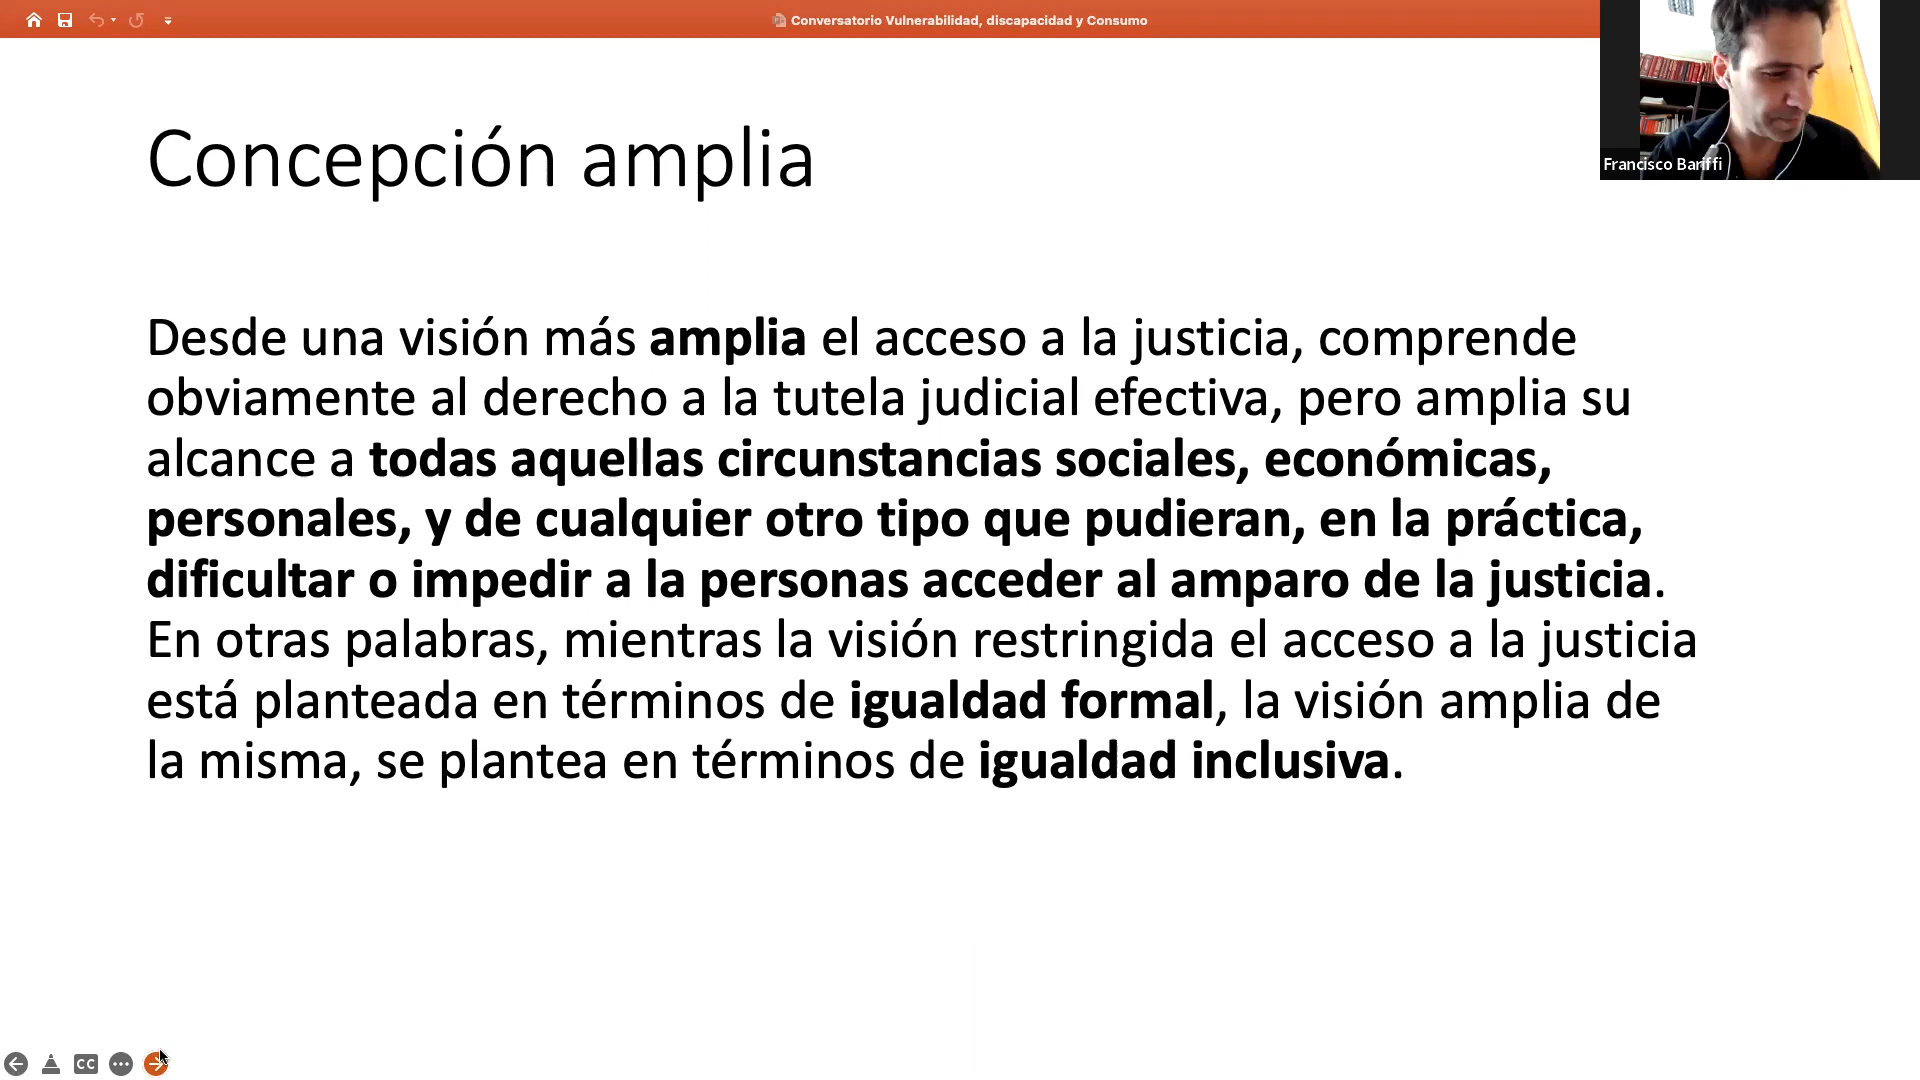 Conversatorio Vulnerabilidad, discapacidad y Consumo
Francisco Bariffi
Concepción amplia
Desde una visión más amplia el acceso a la justicia, comprende
obviamente al derecho a la tutela judicial efectiva, pero amplia su
alcance a todas aquellas circunstancias sociales, económicas,
personales, y de cualquier otro tipo que pudieran, en la práctica,
dificultar o impedir a la personas acceder al amparo de la justicia.
En otras palabras, mientras la visión restringida el acceso a la justicia
está planteada en términos de igualdad formal, la visión amplia de
la misma, se plantea en términos de igualdad inclusiva.
CC